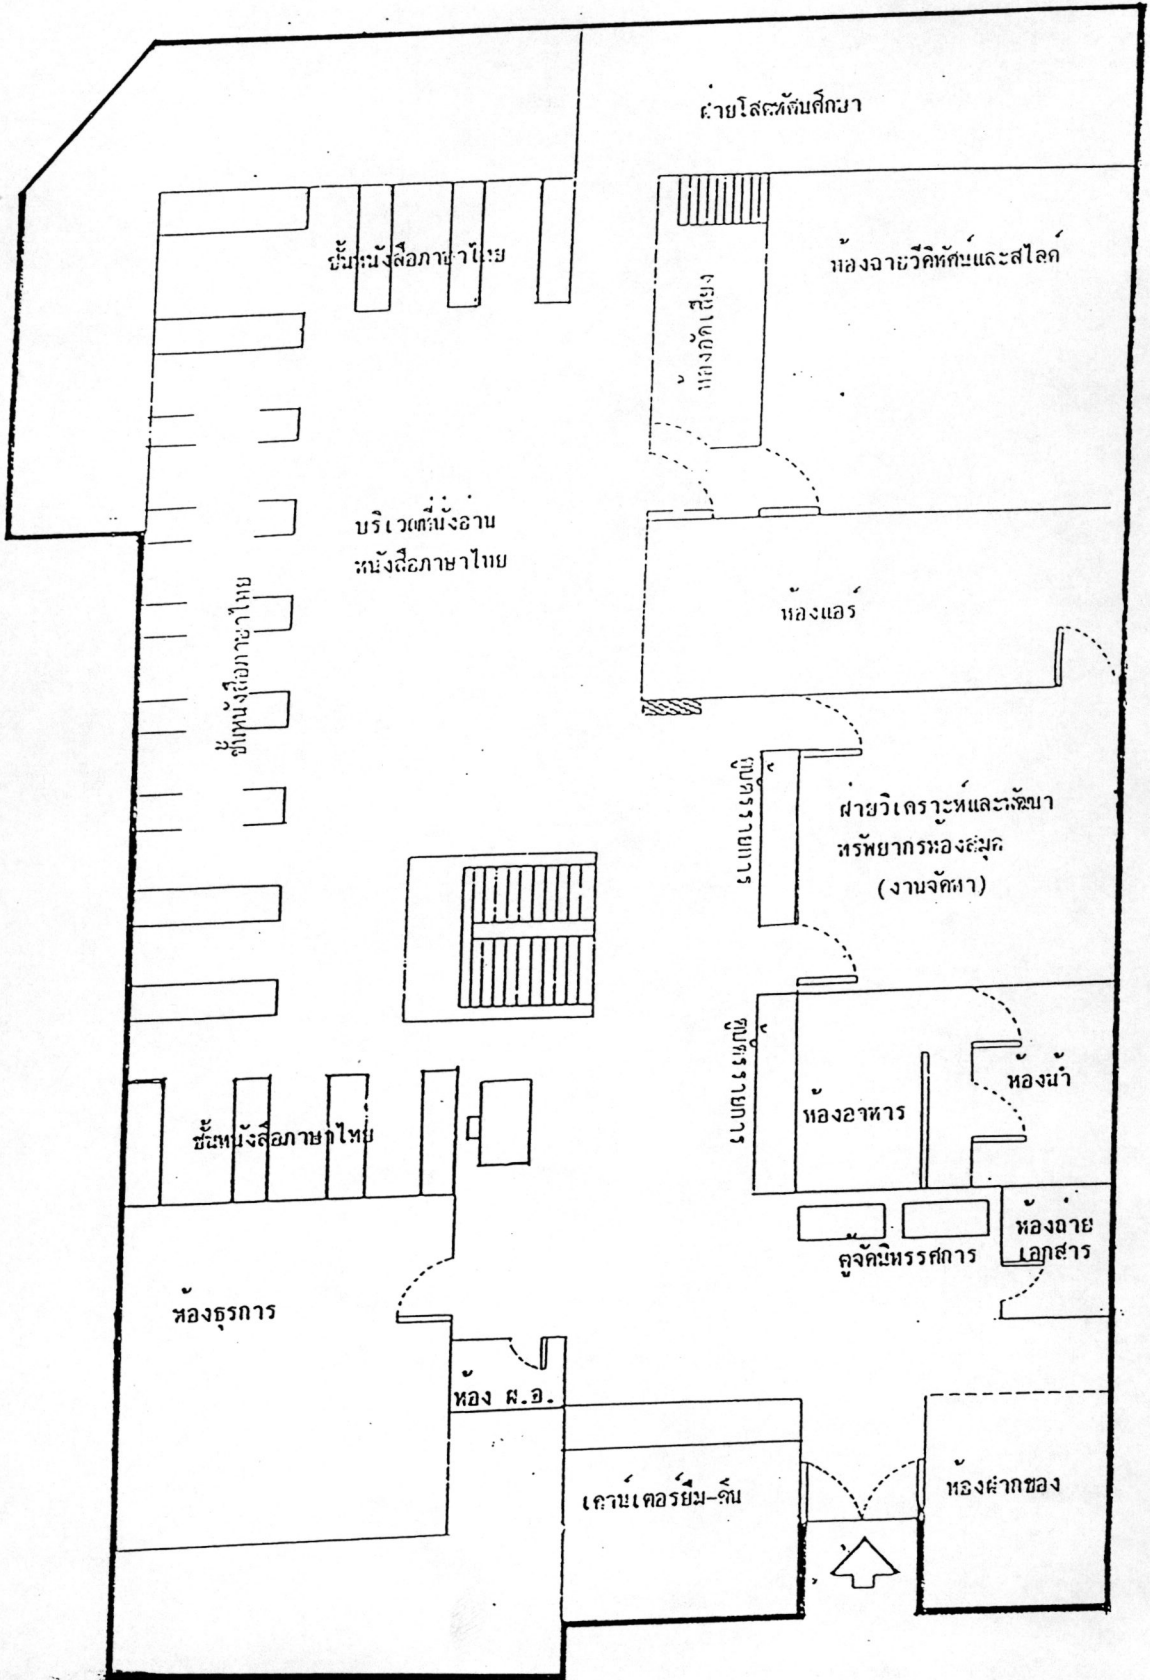 ฝ่ายโสตทัศนศึกษา
ชั้นหนังสือภาษาไทย
ห้องอัดเสียง
ห้องฉายวีดิทัศน์และสไลด์
บริเวณที่นั่งอ่าน
หนังสือภาษาไทย
ห้องแอร์
ชั้นหนังสือภาษาไทย
ตู้บัตรรายการ
ฝ่ายวิเคราะห์และพัฒนา
ทรัพยากรห้องสมุด
(งานจัดหา)
ตู้บัตรรายการ
ห้องอาหาร
ห้องน้ำ
ชั้นหนังสือภาษาไทย
ตู้จัดนิทรรศการ
ห้องถ่าย
เอกสาร
ห้องธุรการ
ห้อง ผ.อ.
เคาน์เตอร์ยืม-คืน
ห้องฝากของ